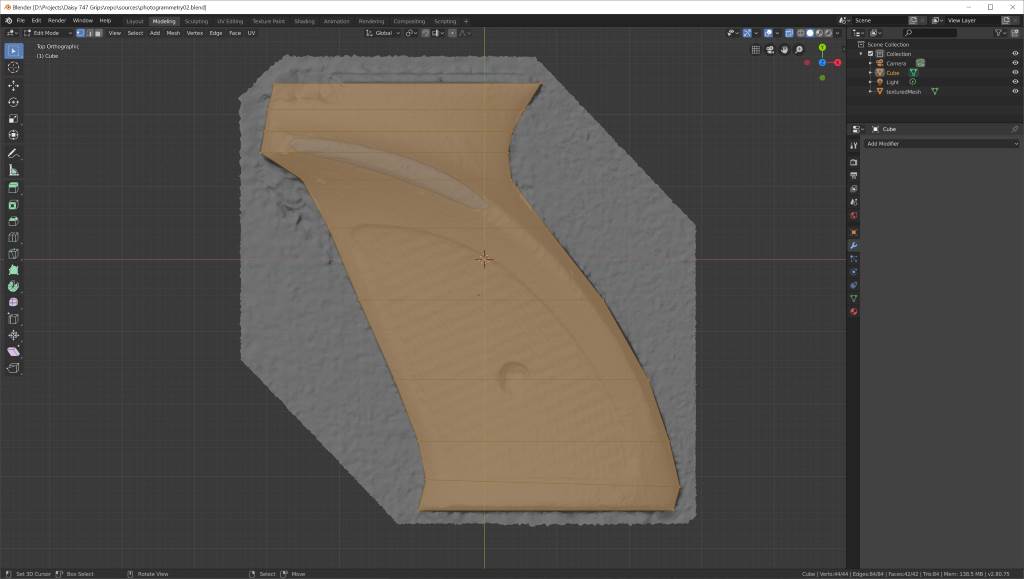 Blender [D:\Projects\Daisy 747 Grips\repo\sources\photogrammetry02.blend]
File Edit Render Window Help Layout Modeling Sculpting UV Editing Texture Paint Shading Animation Rendering Compositing Scripting + Scene View Layer
Edit Mode View Select Add Mesh Vertex Edge Face UV Global
Top Orthographic
(1) Cube
Y
X
Z
Scene Collection
Collection
Camera
Cube
Light
texturedMesh
Cube
Add Modifier
Set 3D Cursor Box Select Rotate View Select Move Cube | Verts:44/44 | Edges:84/84 | Faces:42/42 | Tris:84 | Mem: 138.5 MB | v2.80.75